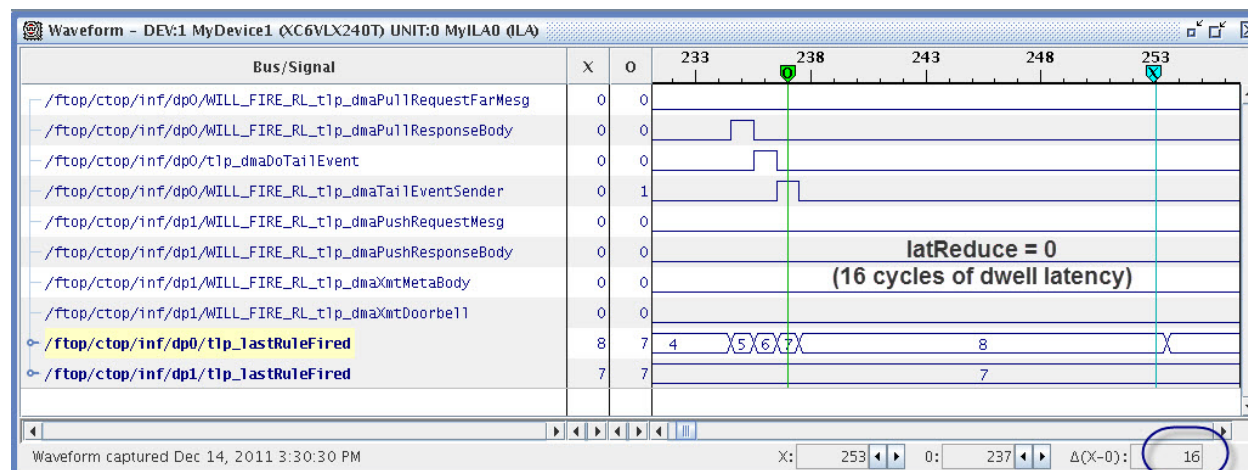 Waveform - DEV:1 MyDevice1 (XC6VLX240T) UNIT:0 MyILA0 (ILA)
Bus/Signal X O 233 238 243 248 253
O X
/ftop/ctop/inf/dp0/WILL_FIRE_RL_tlp_dmaPullRequestFarMesg 0 0
/ftop/ctop/inf/dp0/WILL_FIRE_RL_tlp_dmaPullResponseBody 0 0
/ftop/ctop/inf/dp0/tlp_dmaDoTailEvent 0 0
/ftop/ctop/inf/dp0/WILL_FIRE_RL_tlp_dmaTailEventSender 0 1
/ftop/ctop/inf/dp1/WILL_FIRE_RL_tlp_dmaPushRequestMesg 0 0
/ftop/ctop/inf/dp1/WILL_FIRE_RL_tlp_dmaPushResponseBody 0 0 latReduce = 0
/ftop/ctop/inf/dp1/WILL_FIRE_RL_tlp_dmaXmtMetaBody 0 0 (16 cycles of dwell latency)
/ftop/ctop/inf/dp1/WILL_FIRE_RL_tlp_dmaXmtDoorbell 0 0
/ftop/ctop/inf/dp0/tlp_lastRuleFired 8 7 4 5 6 7 8
/ftop/ctop/inf/dp1/tlp_lastRuleFired 7 7 7
Waveform captured Dec 14, 2011 3:30:30 PM X: 253 O: 237 Δ(X-O): 16